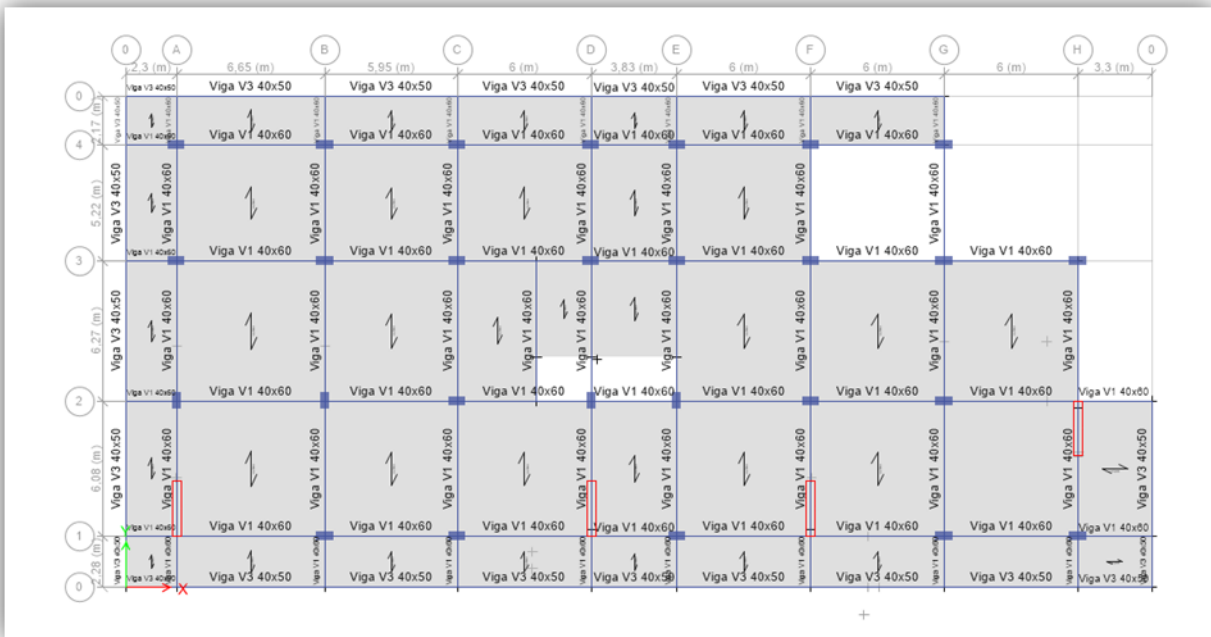 0 A B C D E F G H 0
2,3 (m) 6,65 (m) 5,95 (m) 6 (m) 3,83 (m) 6 (m) 6 (m) 6 (m) 3,3 (m)
Viga V3 40x50 Viga V3 40x50 Viga V3 40x50 Viga V3 40x50 Viga V3 40x50 Viga V3 40x50 Viga V3 40x50
0
,17 (m)
Viga V1 40x60 Viga V1 40x60 Viga V1 40x60 Viga V1 40x60 Viga V1 40x60 Viga V1 40x60 Viga V1 40x60
4
5,22 (m)
Viga V3 40x50 Viga V1 40x60 Viga V1 40x60 Viga V1 40x60 Viga V1 40x60 Viga V1 40x60 Viga V1 40x60 Viga V1 40x60
Viga V1 40x60 Viga V1 40x60 Viga V1 40x60 Viga V1 40x60 Viga V1 40x60 Viga V1 40x60 Viga V1 40x60 Viga V1 40x60
3
6,27 (m)
Viga V3 40x50 Viga V1 40x60 Viga V1 40x60 Viga V1 40x60 Viga V1 40x60 Viga V1 40x60 Viga V1 40x60 Viga V1 40x60 Viga V1 40x60
Viga V1 40x60 Viga V1 40x60 Viga V1 40x60 Viga V1 40x60 Viga V1 40x60 Viga V1 40x60 Viga V1 40x60 Viga V1 40x60 Viga V1 40x60
2
6,08 (m)
Viga V3 40x50 Viga V1 40x60 Viga V1 40x60 Viga V1 40x60 Viga V1 40x60 Viga V1 40x60 Viga V1 40x60 Viga V1 40x60 Viga V1 40x60 Viga V3 40x50
Viga V1 40x60 Viga V1 40x60 Viga V1 40x60 Viga V1 40x60 Viga V1 40x60 Viga V1 40x60 Viga V1 40x60 Viga V1 40x60 Viga V1 40x60
1
2,28 (m)
Viga V3 40x50 Viga V3 40x50 Viga V3 40x50 Viga V3 40x50 Viga V3 40x50 Viga V3 40x50 Viga V3 40x50 Viga V3 40x50 Viga V3 40x50
0
Y
X